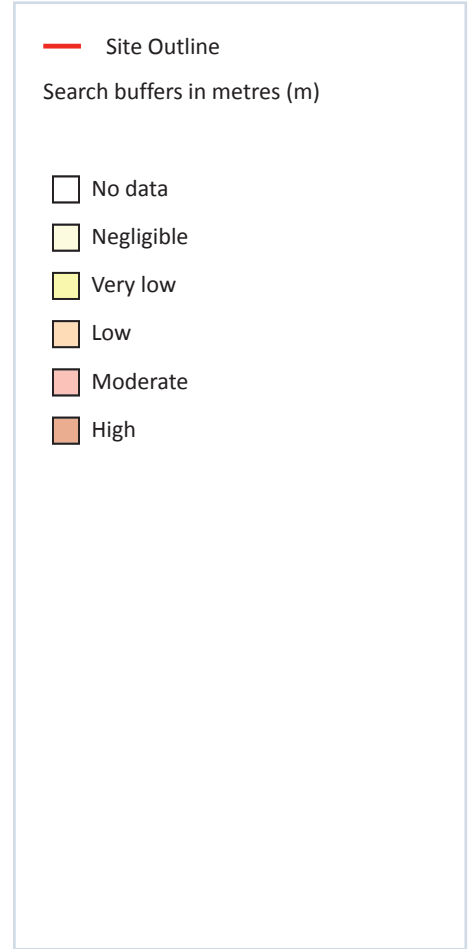 Site Outline
Search buffers in metres (m)
No data
Negligible
Very low
Low
Moderate
High